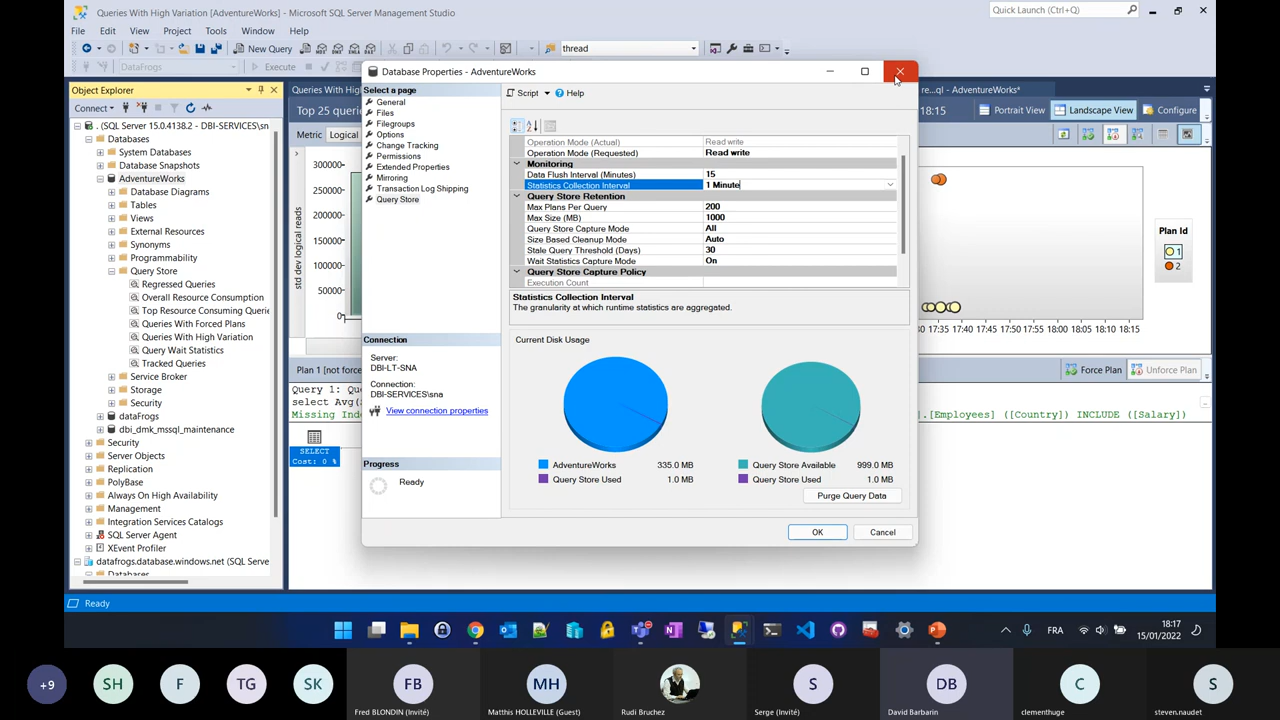 Queries With High Variation [AdventureWorks] - Microsoft SQL Server Management Studio
Quick Launch (Ctrl+Q)
File Edit View Project Tools Window Help
New Query
thread
DataFrogs
Execute
Object Explorer
Connect
. (SQL Server 15.0.4138.2 - DBI-SERVICES\sn
Databases
System Databases
Database Snapshots
AdventureWorks
Database Diagrams
Tables
Views
External Resources
Synonyms
Programmability
Query Store
Regressed Queries
Overall Resource Consumption
Top Resource Consuming Querie
Queries With Forced Plans
Queries With High Variation
Query Wait Statistics
Tracked Queries
Service Broker
Storage
Security
dataFrogs
dbi_dmk_mssql_maintenance
Security
Server Objects
Replication
PolyBase
Always On High Availability
Management
Integration Services Catalogs
SQL Server Agent
XEvent Profiler
datafrogs.database.windows.net (SQL Serve
Databases
Queries With High
Top 25 queries
Metric Logical
std dev logical reads
300000
250000
200000
150000
100000
50000
0
Plan 1 [not force
Query 1: Que
select Avg(s
Missing Inde
SELECT
Cost: 0 %
Database Properties - AdventureWorks
Select a page
General
Files
Filegroups
Options
Change Tracking
Permissions
Extended Properties
Mirroring
Transaction Log Shipping
Query Store
Connection
Server:
DBI-LT-SNA
Connection:
DBI-SERVICES\sna
View connection properties
Progress
Ready
Script Help
Operation Mode (Actual) Read write
Operation Mode (Requested) Read write
Monitoring
Data Flush Interval (Minutes) 15
Statistics Collection Interval 1 Minute
Query Store Retention
Max Plans Per Query 200
Max Size (MB) 1000
Query Store Capture Mode All
Size Based Cleanup Mode Auto
Stale Query Threshold (Days) 30
Wait Statistics Capture Mode On
Query Store Capture Policy
Execution Count
Statistics Collection Interval
The granularity at which runtime statistics are aggregated.
Current Disk Usage
AdventureWorks 335.0 MB
Query Store Used 1.0 MB
Query Store Available 999.0 MB
Query Store Used 1.0 MB
Purge Query Data
OK Cancel
re...ql - AdventureWorks*
18:15
Portrait View Landscape View Configure
Plan Id
1
2
30 17:35 17:40 17:45 17:50 17:55 18:00 18:05 18:10 18:15
Force Plan Unforce Plan
].[Employees] ([Country]) INCLUDE ([Salary])
Ready
FRA
18:17
15/01/2022
+9
SH
F
TG
SK
FB
Fred BLONDIN (Invité)
MH
Matthis HOLLEVILLE (Guest)
Rudi Bruchez
S
Serge (Invité)
DB
David Barbarin
C
clementhuge
S
steven.naudet